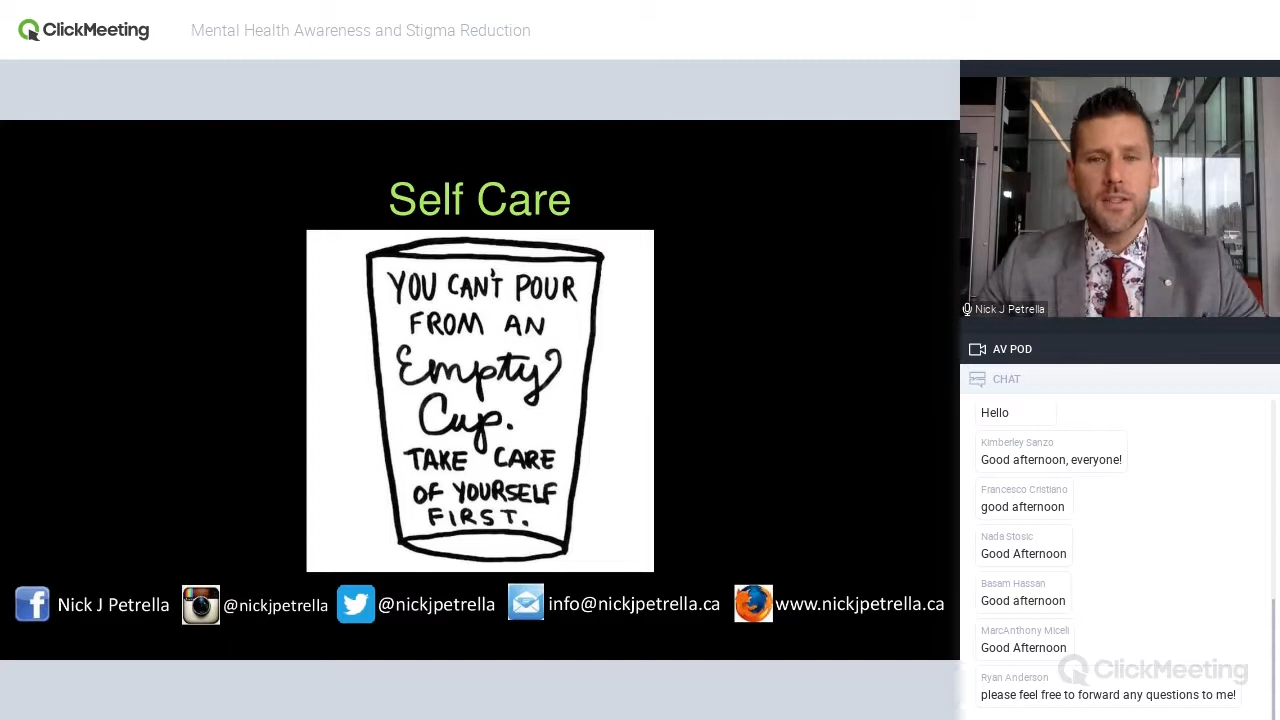 ClickMeeting
Mental Health Awareness and Stigma Reduction
Self Care
YOU CAN'T POUR
FROM AN
Empty
Cup.
TAKE CARE
OF YOURSELF
FIRST.
Nick J Petrella
@nickjpetrella
@nickjpetrella
info@nickjpetrella.ca
www.nickjpetrella.ca
Nick J Petrella
AV POD
CHAT
Hello
Kimberley Sanzo
Good afternoon, everyone!
Francesco Cristiano
good afternoon
Nada Stosic
Good Afternoon
Basam Hassan
Good afternoon
MarcAnthony Miceli
Good Afternoon
ClickMeeting
Ryan Anderson
please feel free to forward any questions to me!